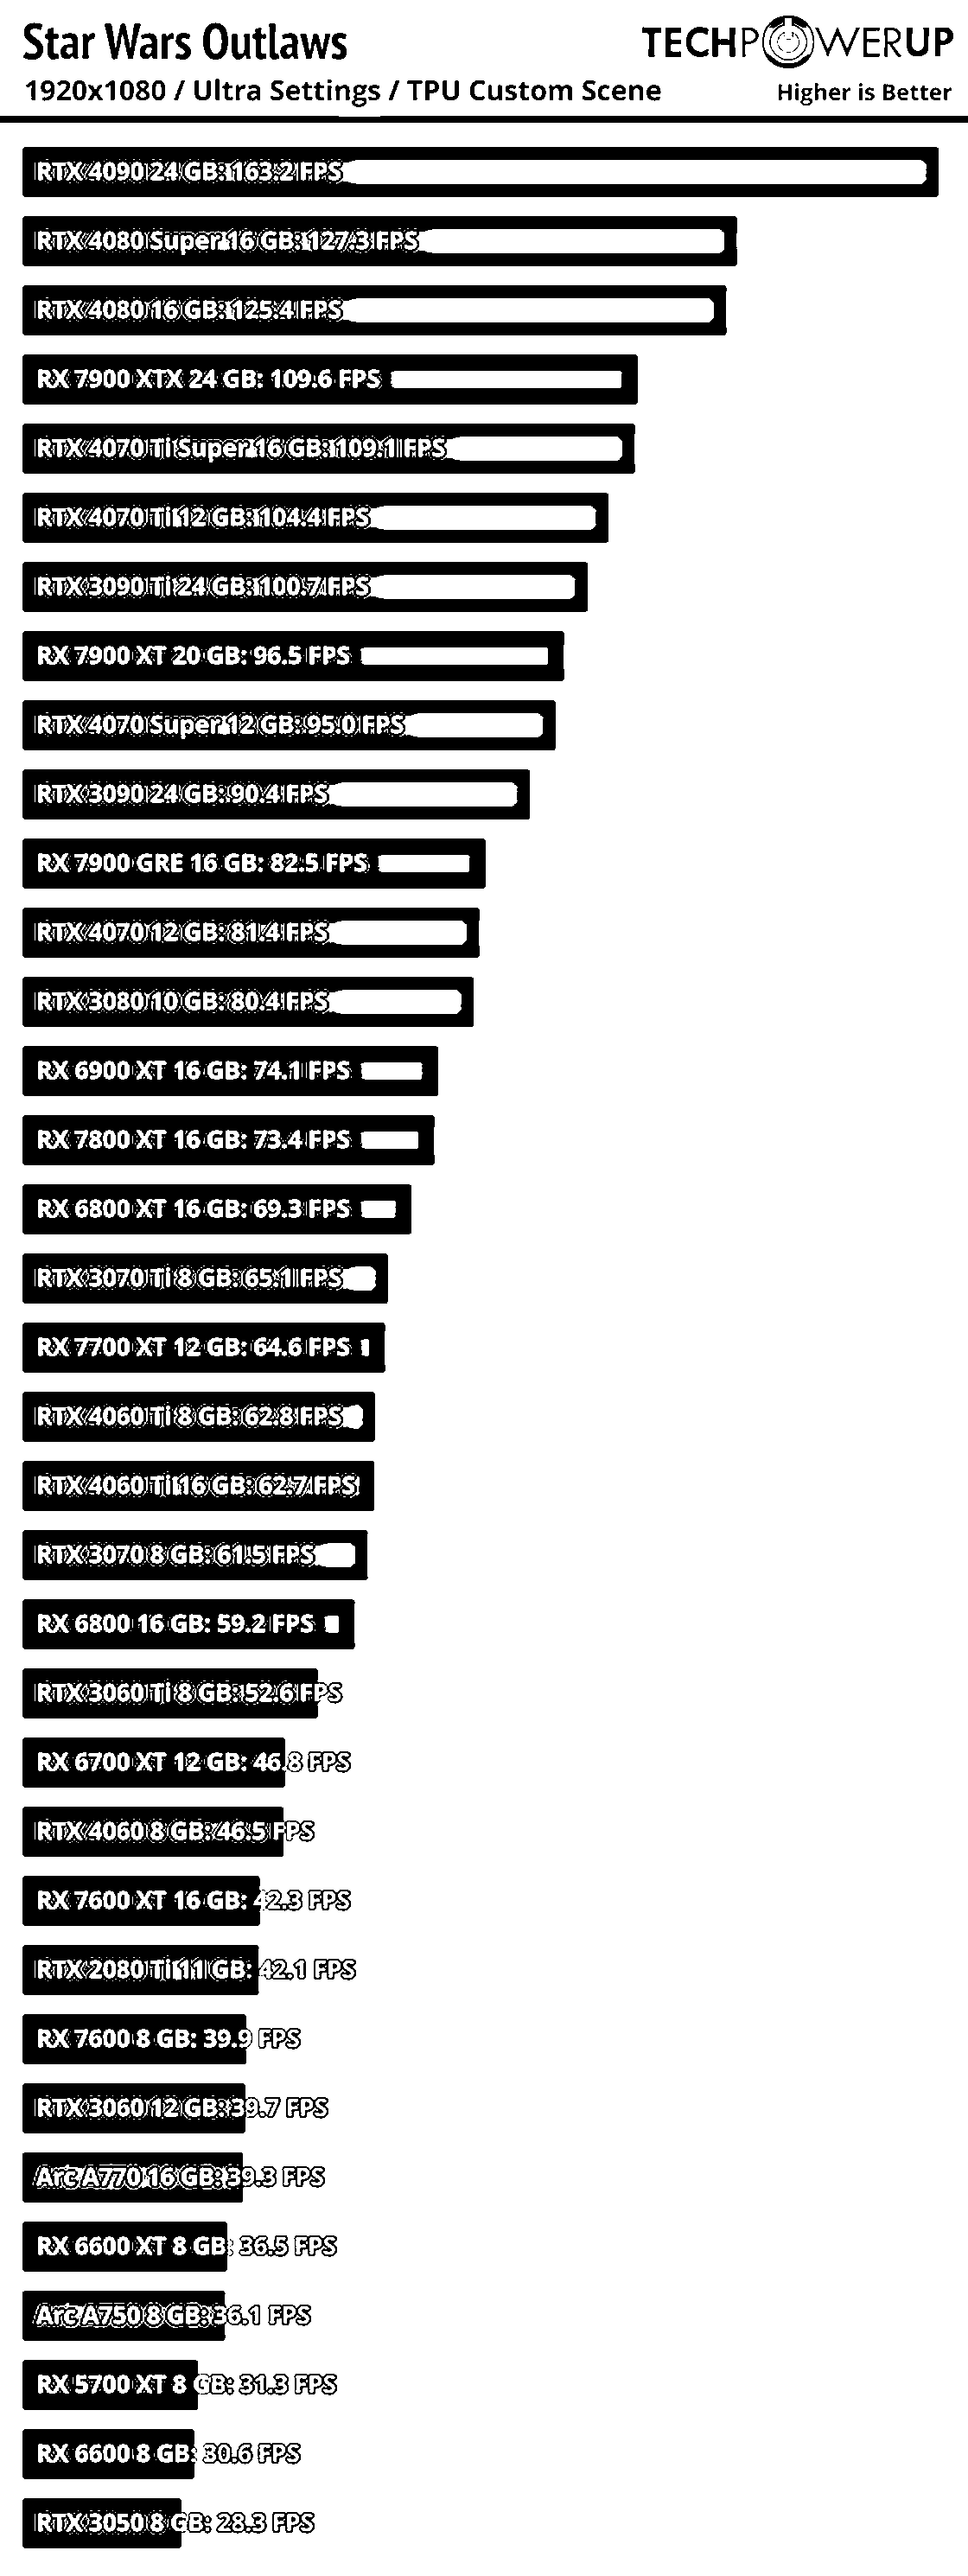 Star Wars Outlaws
TECHPOWERUP
1920x1080 / Ultra Settings / TPU Custom Scene
Higher is Better
RTX 4090 24 GB: 163.2 FPS
RTX 4080 Super 16 GB: 127.3 FPS
RTX 4080 16 GB: 125.4 FPS
RX 7900 XTX 24 GB: 109.6 FPS
RTX 4070 Ti Super 16 GB: 109.1 FPS
RTX 4070 Ti 12 GB: 104.4 FPS
RTX 3090 Ti 24 GB: 100.7 FPS
RX 7900 XT 20 GB: 96.5 FPS
RTX 4070 Super 12 GB: 95.0 FPS
RTX 3090 24 GB: 90.4 FPS
RX 7900 GRE 16 GB: 82.5 FPS
RTX 4070 12 GB: 81.4 FPS
RTX 3080 10 GB: 80.4 FPS
RX 6900 XT 16 GB: 74.1 FPS
RX 7800 XT 16 GB: 73.4 FPS
RX 6800 XT 16 GB: 69.3 FPS
RTX 3070 Ti 8 GB: 65.1 FPS
RX 7700 XT 12 GB: 64.6 FPS
RTX 4060 Ti 8 GB: 62.8 FPS
RTX 4060 Ti 16 GB: 62.7 FPS
RTX 3070 8 GB: 61.5 FPS
RX 6800 16 GB: 59.2 FPS
RTX 3060 Ti 8 GB: 52.6 FPS
RX 6700 XT 12 GB: 46.8 FPS
RTX 4060 8 GB: 46.5 FPS
RX 7600 XT 16 GB: 42.3 FPS
RTX 2080 Ti 11 GB: 42.1 FPS
RX 7600 8 GB: 39.9 FPS
RTX 3060 12 GB: 39.7 FPS
Arc A770 16 GB: 39.3 FPS
RX 6600 XT 8 GB: 36.5 FPS
Arc A750 8 GB: 36.1 FPS
RX 5700 XT 8 GB: 31.3 FPS
RX 6600 8 GB: 30.6 FPS
RTX 3050 8 GB: 28.3 FPS